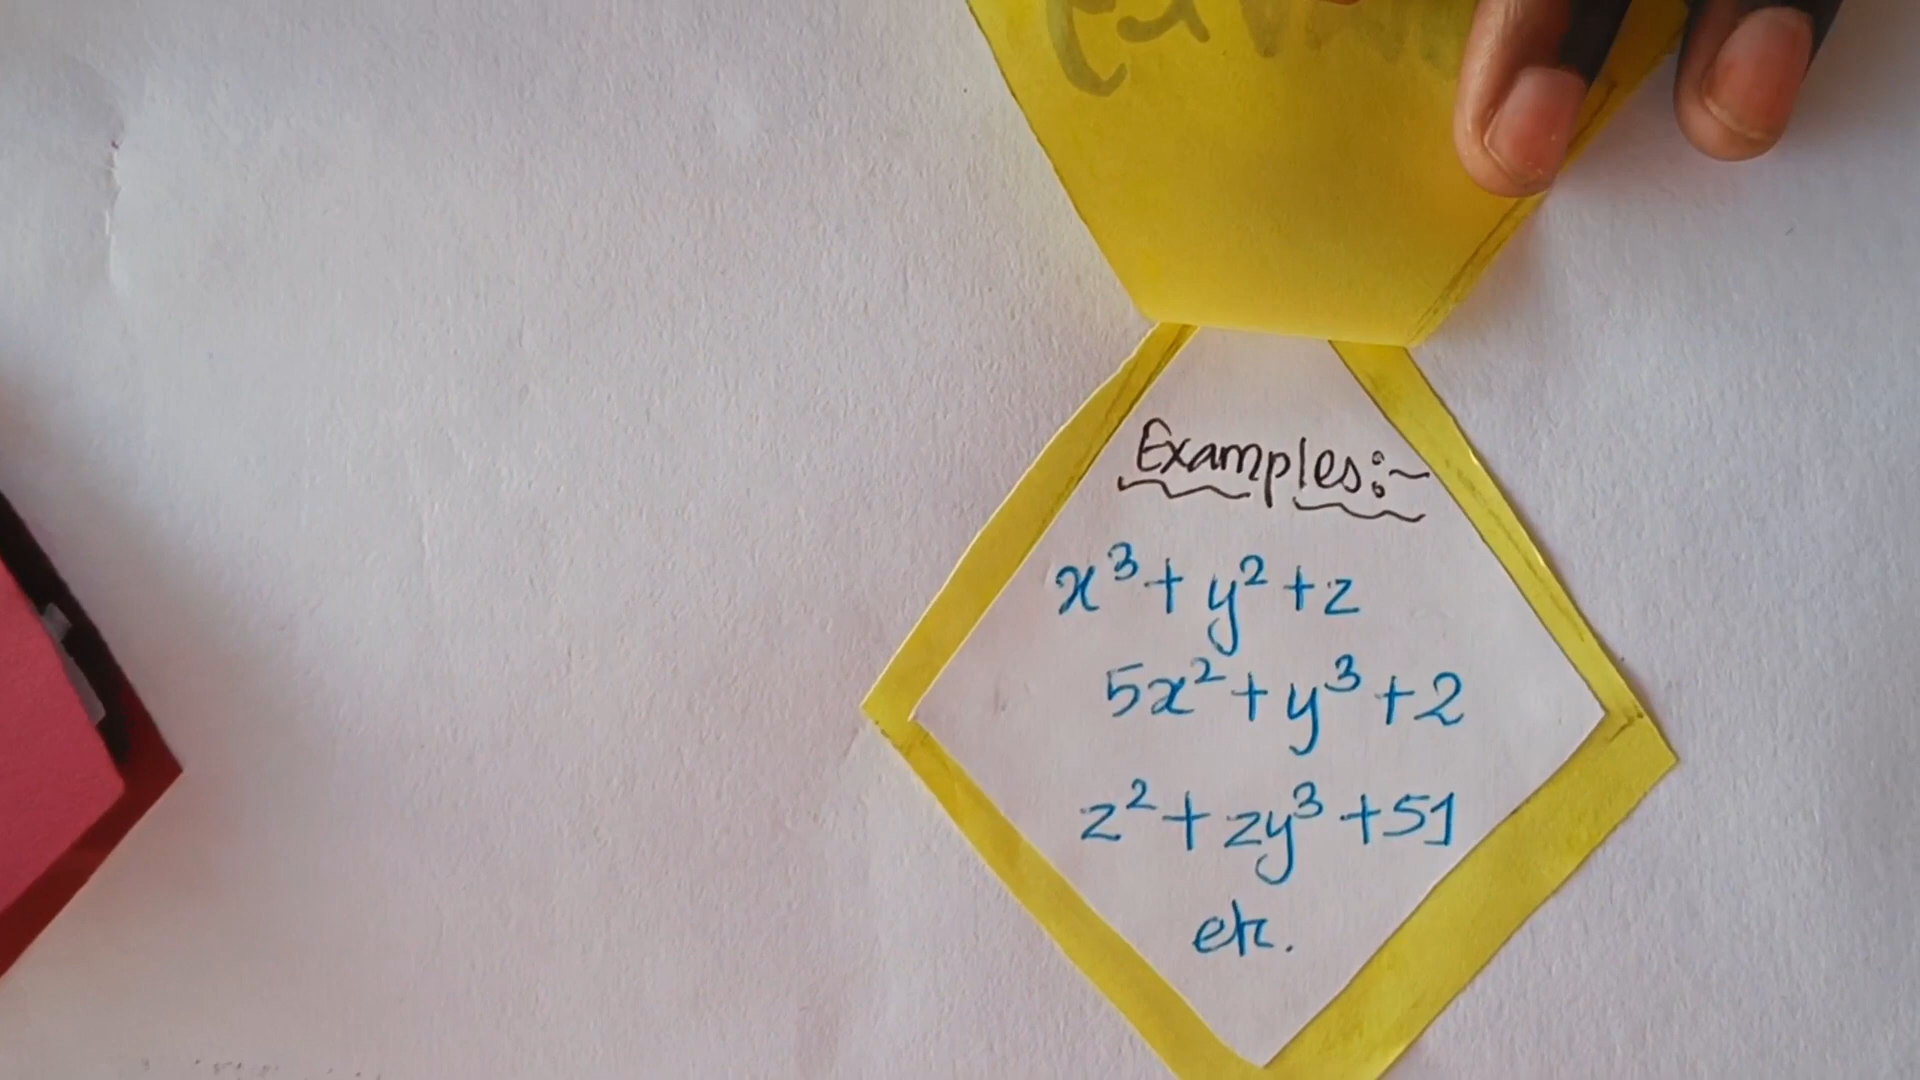 Examples:-
x³ + y² + z
5x² + y³ + 2
z² + zy³ + 51
etc.